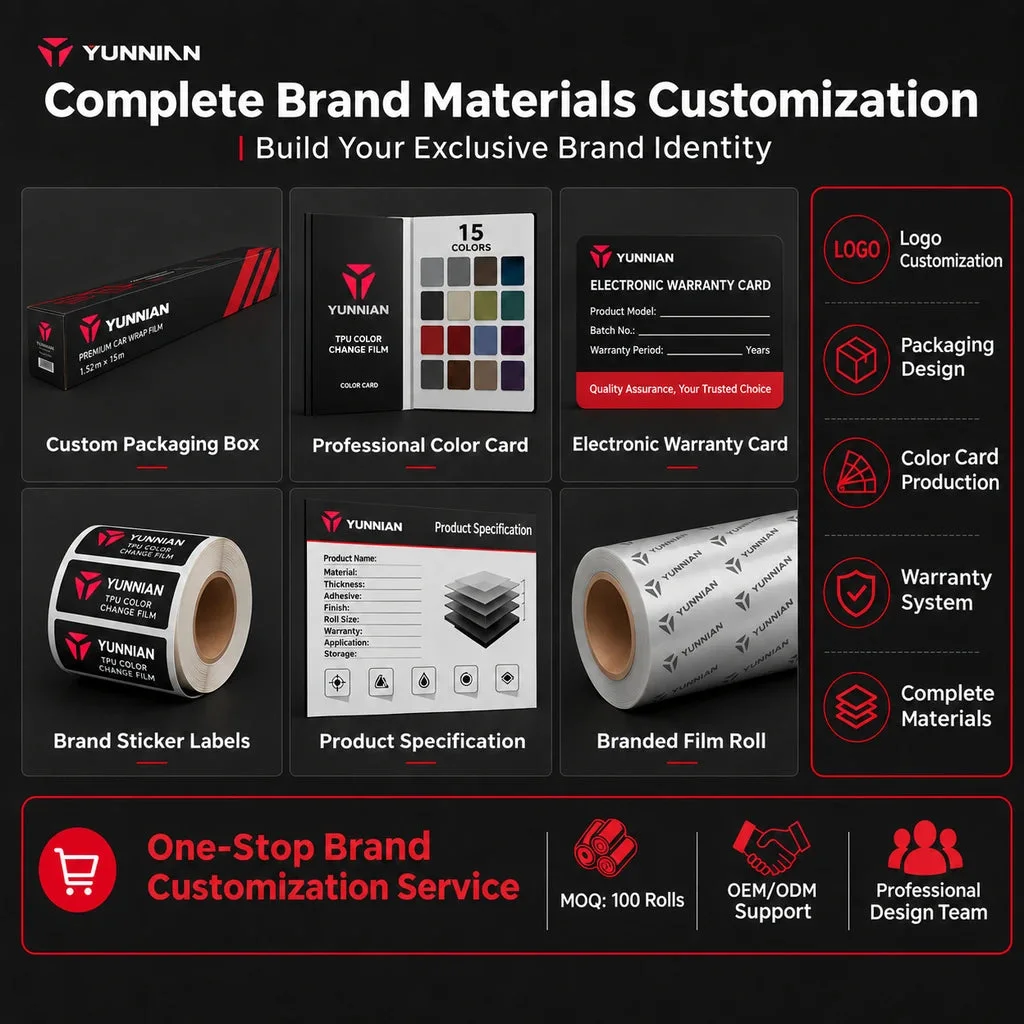 YUNNIAN
Complete Brand Materials Customization
Build Your Exclusive Brand Identity
YUNNIAN
YUNNIAN
PREMIUM CAR WRAP FILM
1.52m x 15m
Custom Packaging Box
YUNNIAN
TPU COLOR
CHANGE FILM
COLOR CARD
15
COLORS
Professional Color Card
YUNNIAN
ELECTRONIC WARRANTY CARD
Product Model:
Batch No.:
Warranty Period: Years
Quality Assurance, Your Trusted Choice
Electronic Warranty Card
YUNNIAN
TPU COLOR
CHANGE FILM
YUNNIAN
TPU COLOR
CHANGE FILM
YUNNIAN
TPU COLOR
CHANGE FILM
Brand Sticker Labels
YUNNIAN
Product Specification
Product Name:
Material:
Thickness:
Adhesive:
Finish:
Roll Size:
Warranty:
Application:
Storage:
Product Specification
YUNNIAN
YUNNIAN
YUNNIAN
YUNNIAN
YUNNIAN
YUNNIAN
YUNNIAN
Branded Film Roll
LOGO
Logo
Customization
Packaging
Design
Color Card
Production
Warranty
System
Complete
Materials
One-Stop Brand
Customization Service
MOQ: 100 Rolls
OEM/ODM
Support
Professional
Design Team